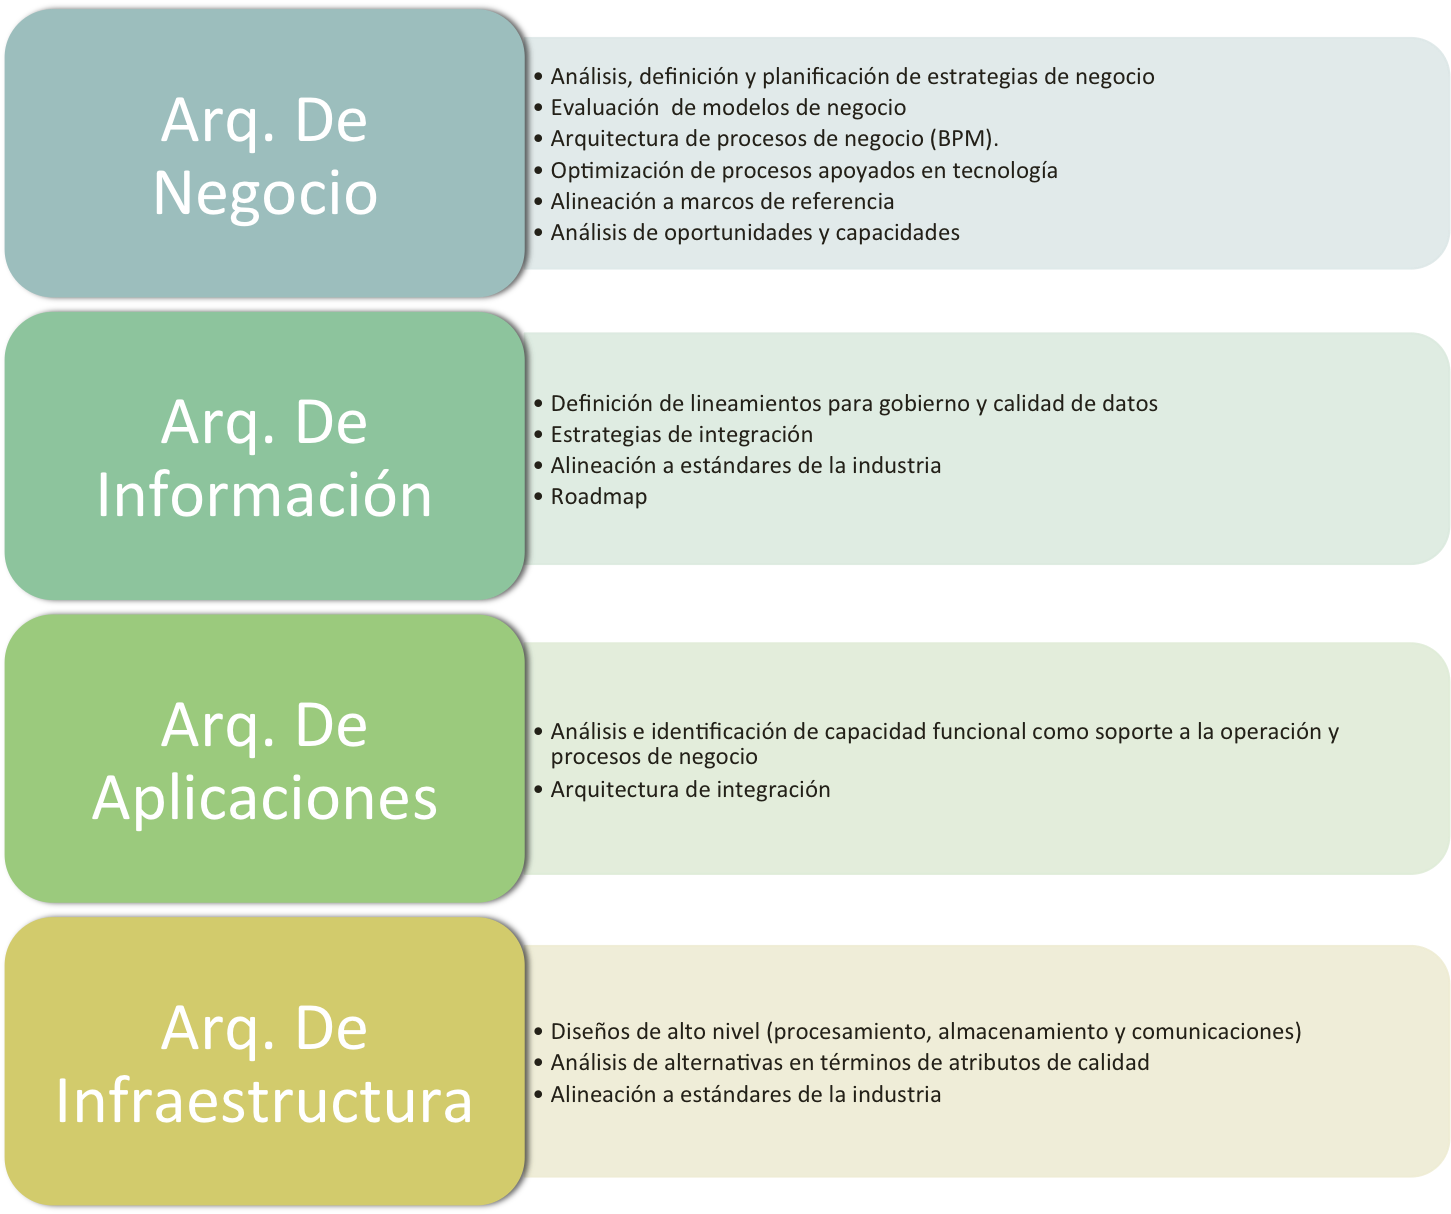 Arq. De
Negocio
• Análisis, definición y planificación de estrategias de negocio
• Evaluación  de modelos de negocio
• Arquitectura de procesos de negocio (BPM).
• Optimización de procesos apoyados en tecnología
• Alineación a marcos de referencia
• Análisis de oportunidades y capacidades
Arq. De
Información
• Definición de lineamientos para gobierno y calidad de datos
• Estrategias de integración
• Alineación a estándares de la industria
• Roadmap
Arq. De
Aplicaciones
• Análisis e identificación de capacidad funcional como soporte a la operación y
procesos de negocio
• Arquitectura de integración
Arq. De
Infraestructura
• Diseños de alto nivel (procesamiento, almacenamiento y comunicaciones)
• Análisis de alternativas en términos de atributos de calidad
• Alineación a estándares de la industria